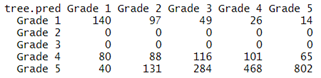 tree.pred Grade 1 Grade 2 Grade 3 Grade 4 Grade 5
Grade 1 140 97 49 26 14
Grade 2 0 0 0 0 0
Grade 3 0 0 0 0 0
Grade 4 80 88 116 101 65
Grade 5 40 131 284 468 802